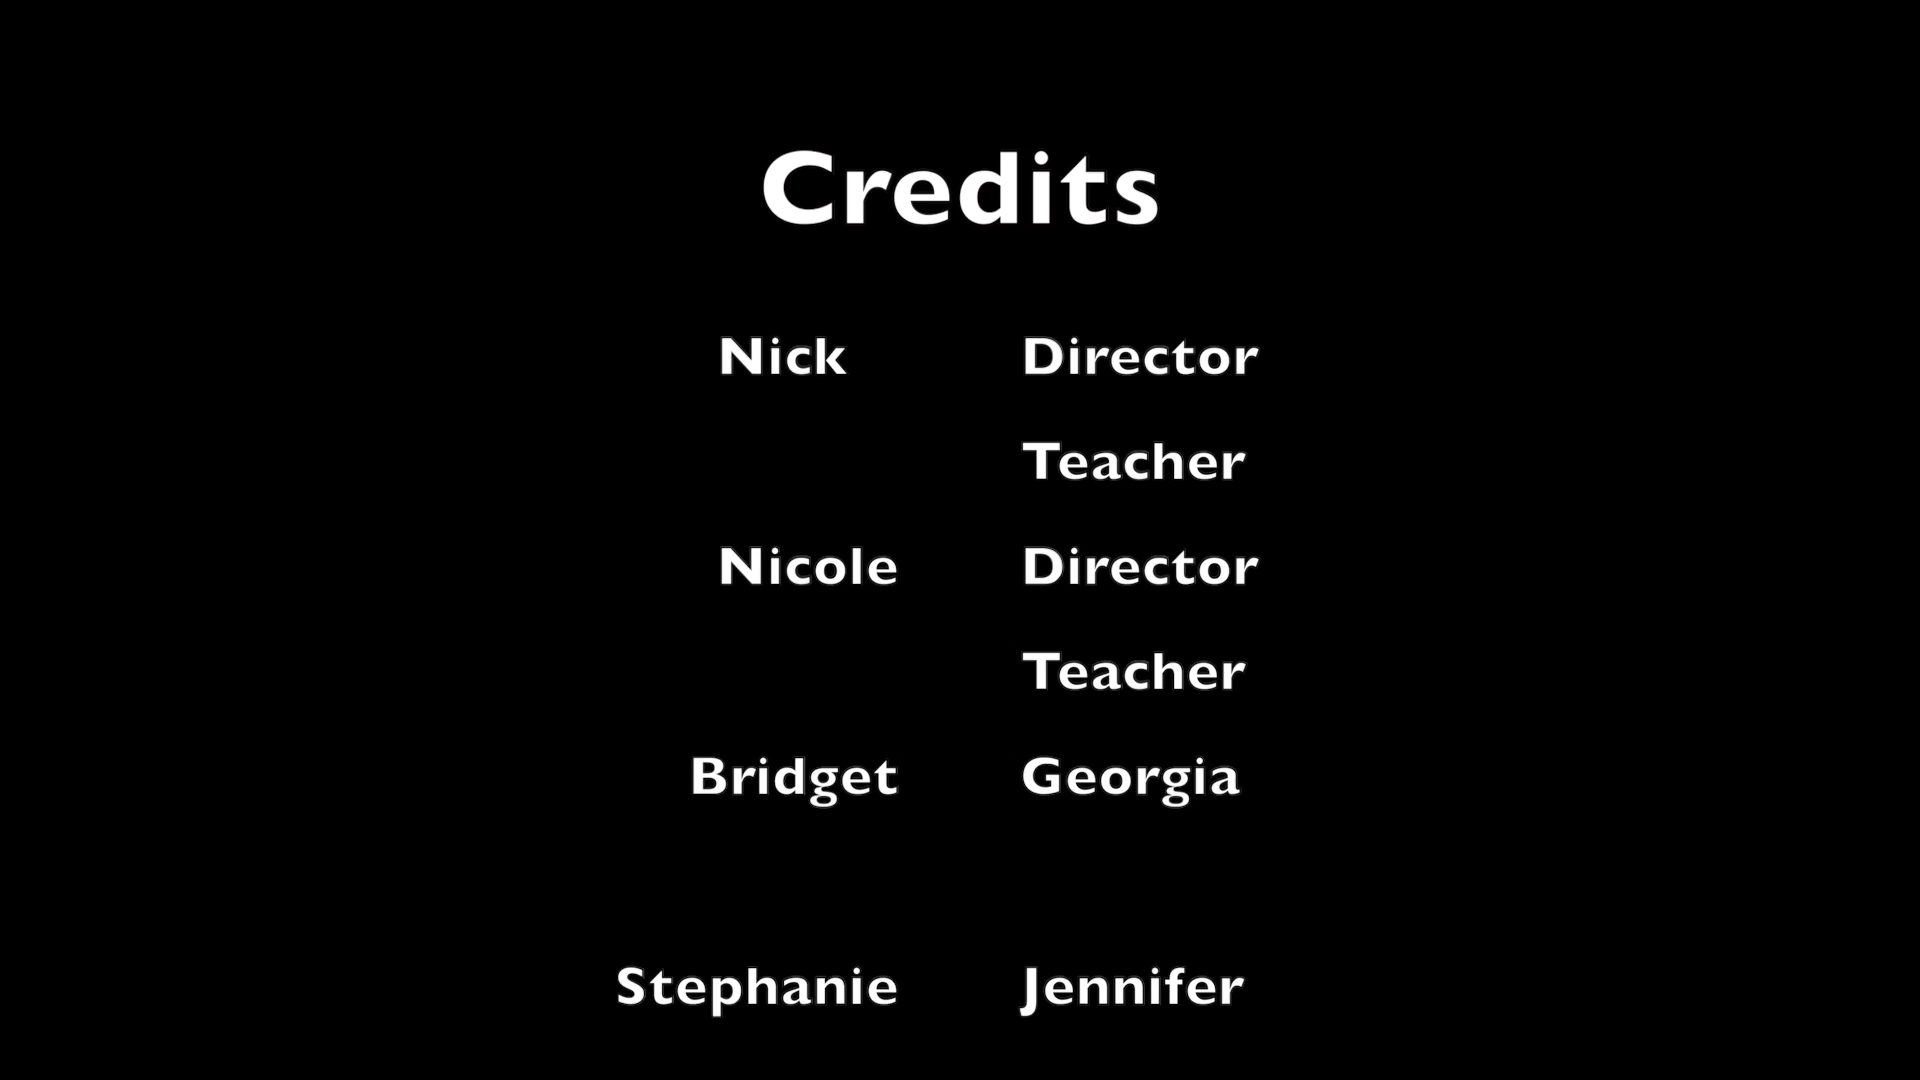 Credits
Nick Director
Teacher
Nicole Director
Teacher
Bridget Georgia
Stephanie Jennifer